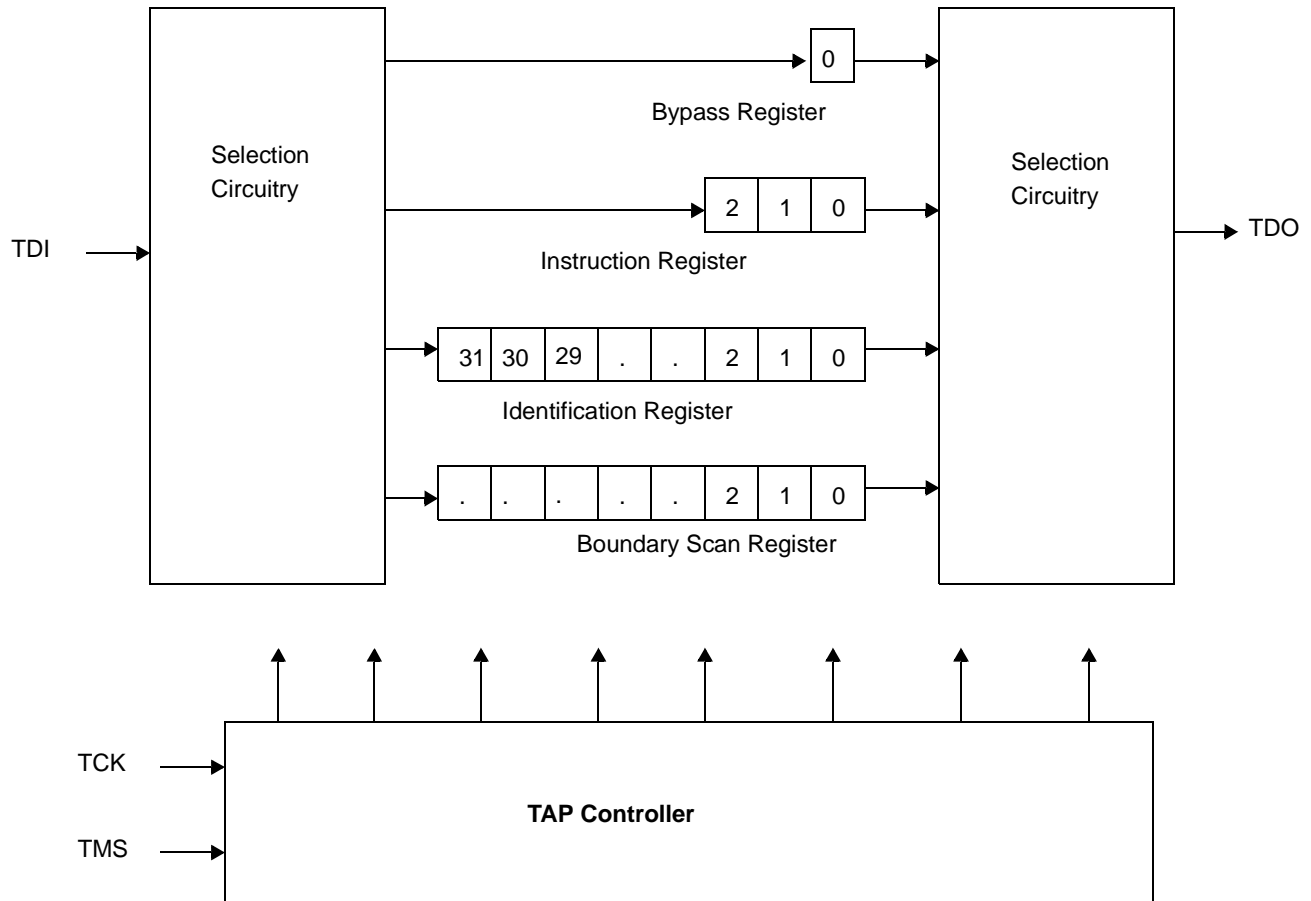 0
Bypass Register
Selection
Circuitry
Selection
Circuitry
2 1 0
TDI
TDO
Instruction Register
31 30 29 . . 2 1 0
Identification Register
. . . . . 2 1 0
Boundary Scan Register
TCK
TAP Controller
TMS